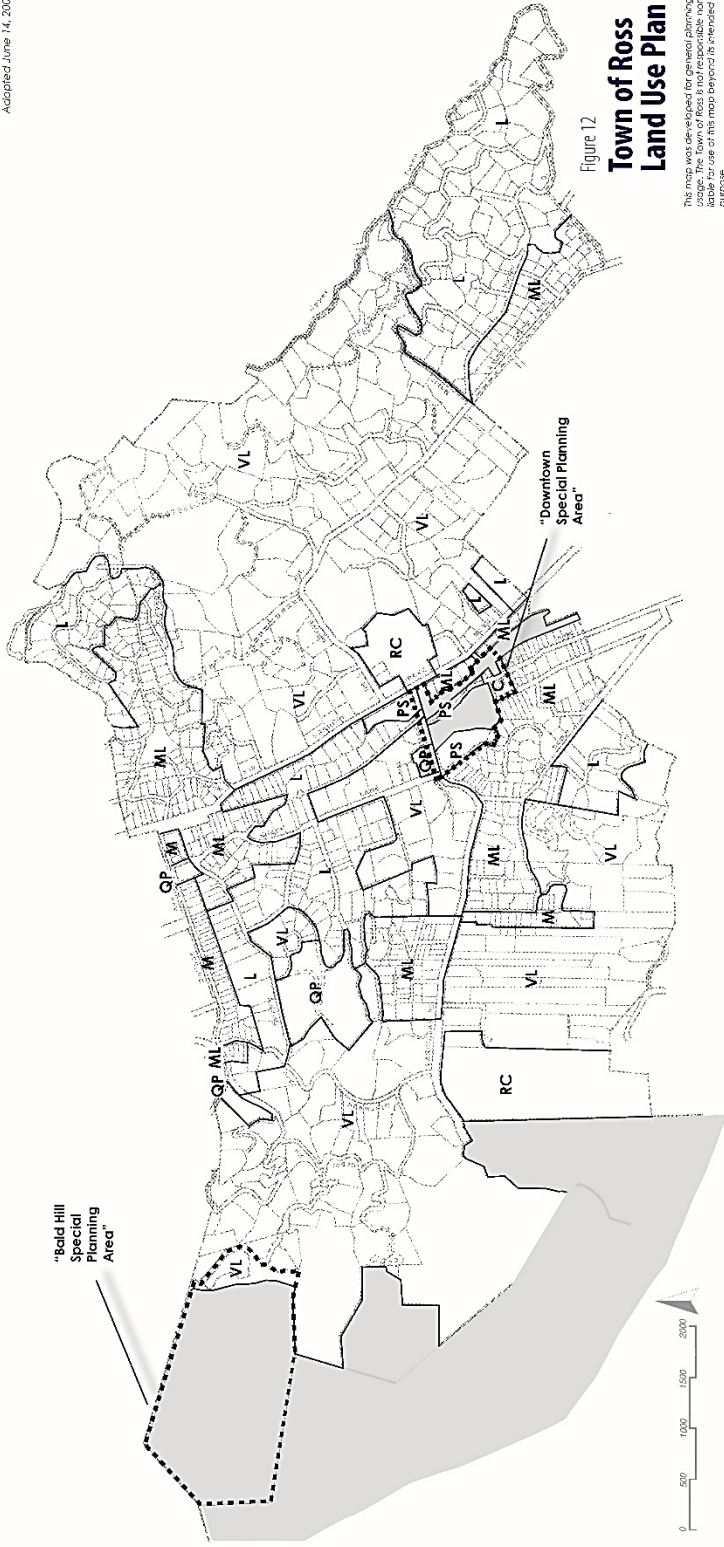 Adopted June 14, 200
"Bald Hill
Special
Planning
Area"
VL
QP
ML
QP
M
M
QP
ML
ML
L
VL
VL
L
VL
QP
L
L
ML
VL
VL
RC
VL
M
ML
VL
L
ML
QP
PS
PS
PS
ML
C
ML
RC
L
L
VL
L
ML
L
"Downtown
Special Planning
Area"
Figure 12
Town of Ross
Land Use Plan
This map was developed for general planning
usage. The Town of Ross is not responsible nor
liable for use of this map beyond its intended
purpose.
0
500
1000
1500
2000